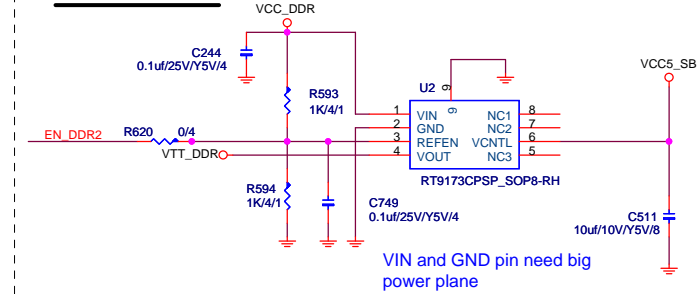 VCC_DDR
C244
0.1uf/25V/Y5V/4
VCC5_SB
R593
1K/4/1
U2
9
9
1 VIN NC1 8
2 GND NC2 7
3 REFEN VCNTL 6
4 VOUT NC3 5
EN_DDR2
R620 0/4
VTT_DDR
RT9173CPSP_SOP8-RH
R594
1K/4/1
C749
0.1uf/25V/Y5V/4
C511
10uf/10V/Y5V/8
VIN and GND pin need big
power plane